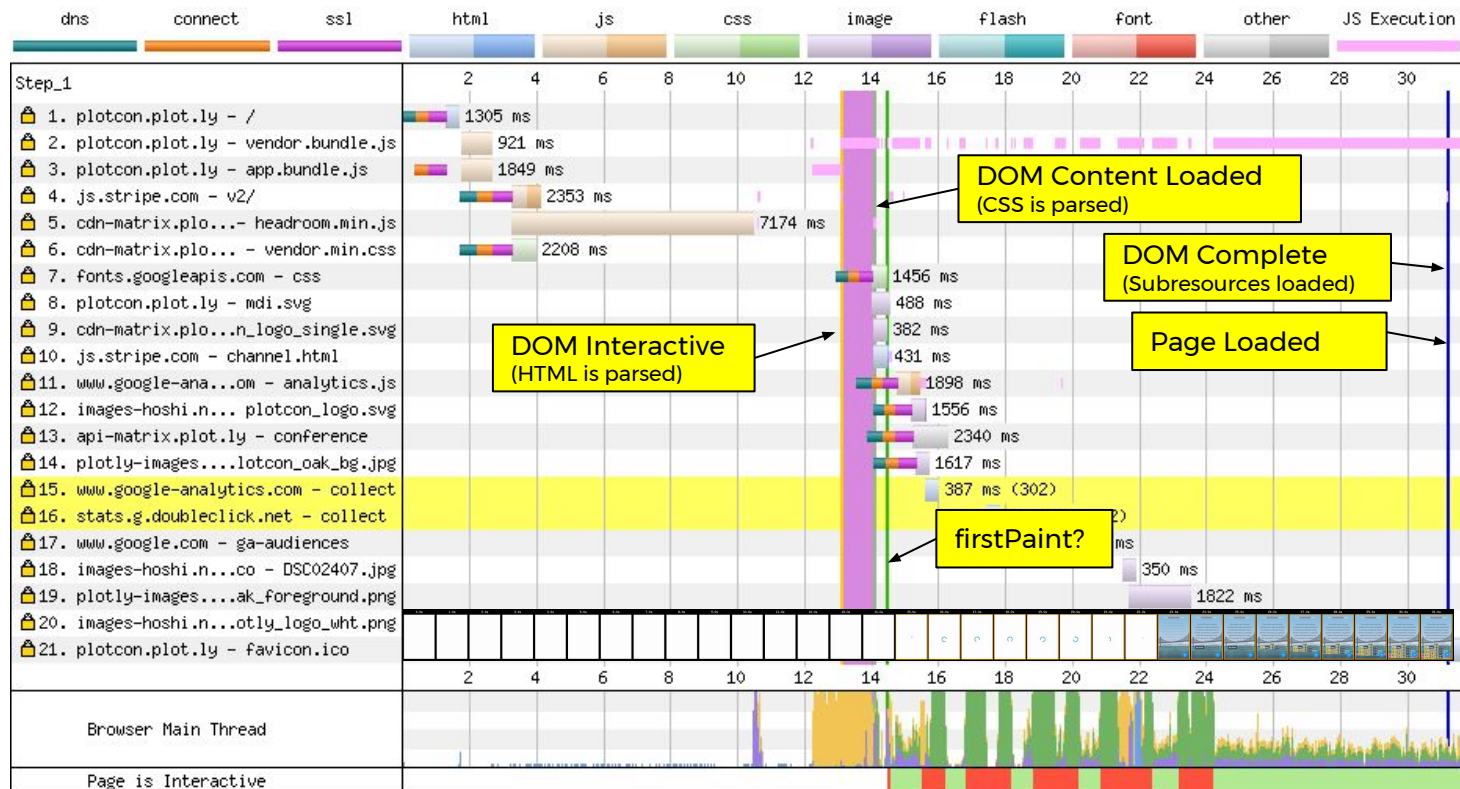 dns connect ssl html js css image flash font other JS Execution
Step_1 2 4 6 8 10 12 14 16 18 20 22 24 26 28 30
1. plotcon.plot.ly - / 1305 ms
2. plotcon.plot.ly - vendor.bundle.js 921 ms
3. plotcon.plot.ly - app.bundle.js 1849 ms
DOM Content Loaded
(CSS is parsed)
4. js.stripe.com - v2/ 2353 ms
5. cdn-matrix.plo...- headroom.min.js 7174 ms
6. cdn-matrix.plo... - vendor.min.css 2208 ms
DOM Complete
(Subresources loaded)
7. fonts.googleapis.com - css 1456 ms
8. plotcon.plot.ly - mdi.svg 488 ms
9. cdn-matrix.plo...n_logo_single.svg 382 ms
DOM Interactive
(HTML is parsed)
Page Loaded
10. js.stripe.com - channel.html 431 ms
11. www.google-ana...om - analytics.js 1898 ms
12. images-hoshi.n... plotcon_logo.svg 1556 ms
13. api-matrix.plot.ly - conference 2340 ms
14. plotly-images....lotcon_oak_bg.jpg 1617 ms
15. www.google-analytics.com - collect 387 ms (302)
16. stats.g.doubleclick.net - collect 2)
firstPaint?
17. www.google.com - ga-audiences ms
18. images-hoshi.n...co - DSC02407.jpg 350 ms
19. plotly-images....ak_foreground.png 1822 ms
20. images-hoshi.n...otly_logo_wht.png
21. plotcon.plot.ly - favicon.ico
2 4 6 8 10 12 14 16 18 20 22 24 26 28 30
Browser Main Thread
Page is Interactive